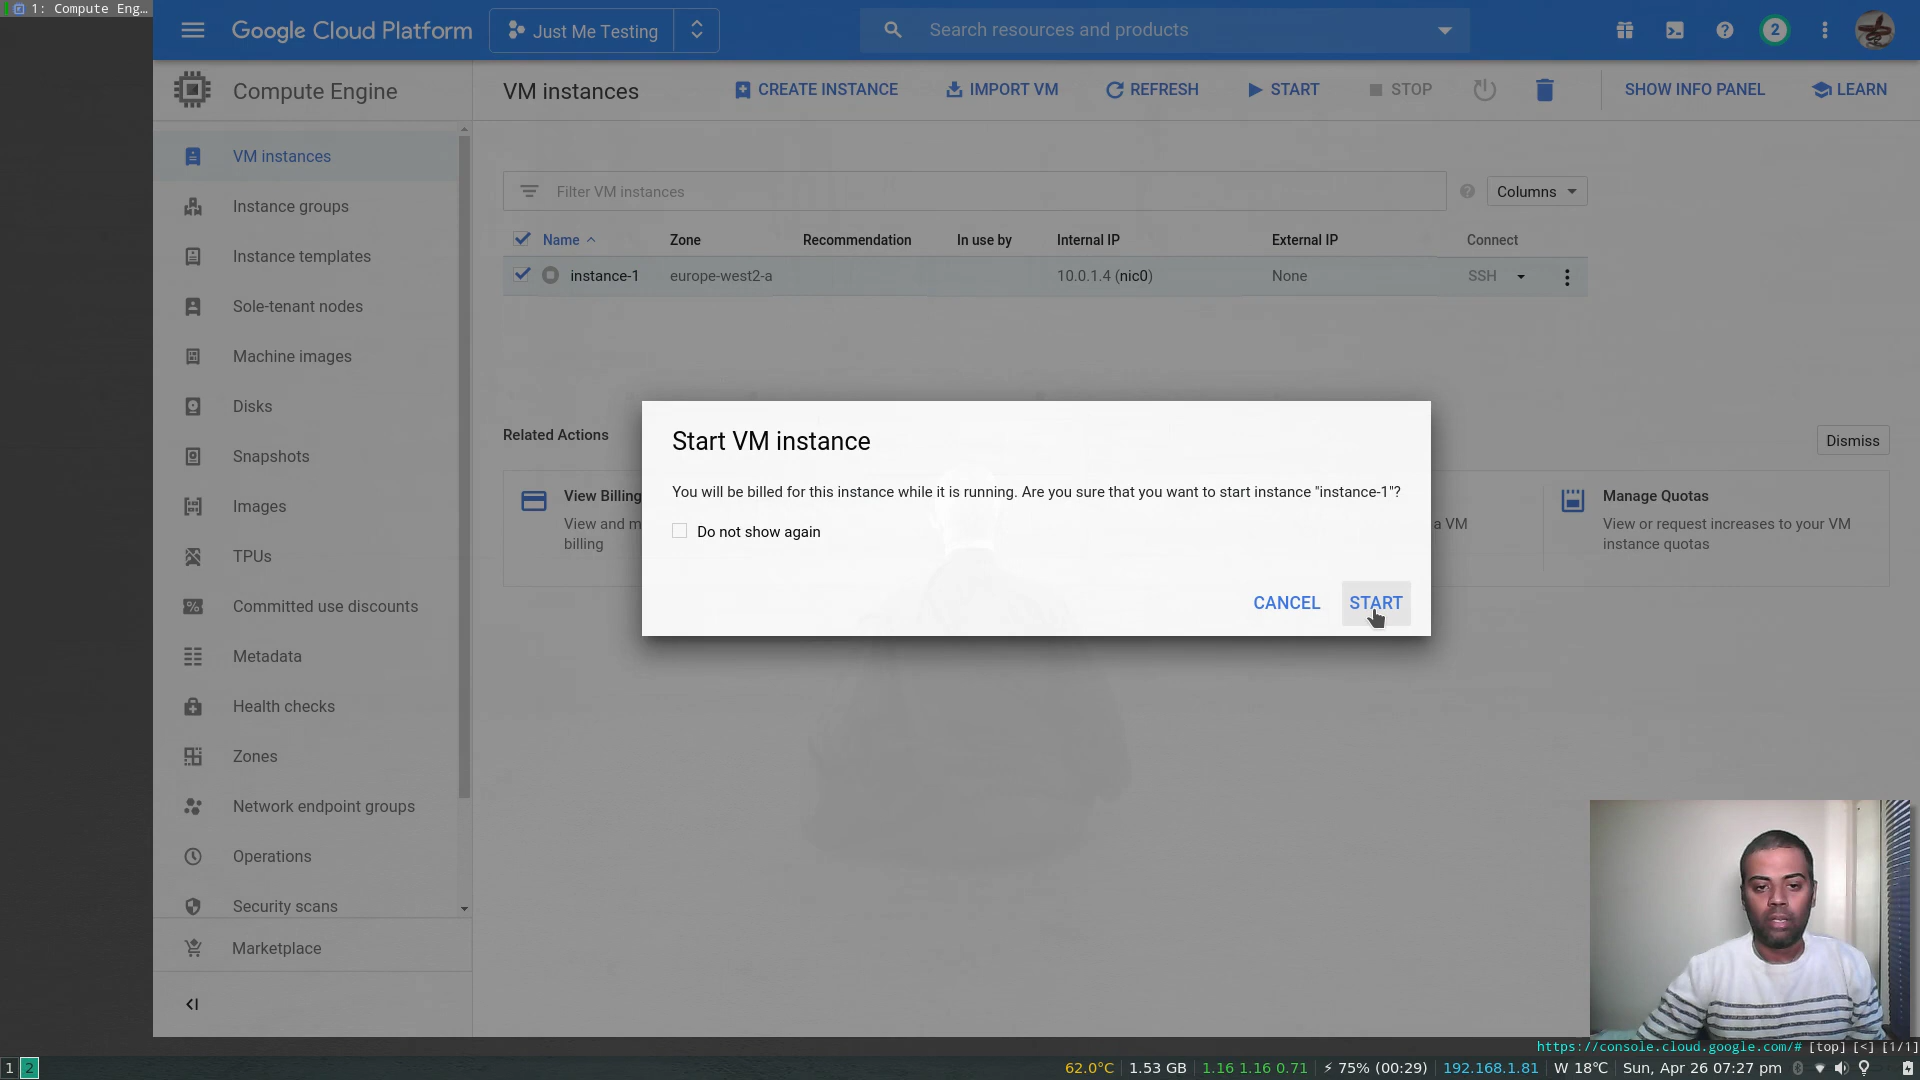 1: Compute Eng…
Google Cloud Platform
Just Me Testing
Search resources and products
2
Compute Engine
VM instances
CREATE INSTANCE
IMPORT VM
REFRESH
START
STOP
SHOW INFO PANEL
LEARN
VM instances
Instance groups
Instance templates
Sole-tenant nodes
Machine images
Disks
Snapshots
Images
TPUs
Committed use discounts
Metadata
Health checks
Zones
Network endpoint groups
Operations
Security scans
Marketplace
Filter VM instances
Columns
Name
Zone
Recommendation
In use by
Internal IP
External IP
Connect
instance-1
europe-west2-a
10.0.1.4 (nic0)
None
SSH
Related Actions
Dismiss
View Billing
View and m
billing
a VM
Manage Quotas
View or request increases to your VM
instance quotas
Start VM instance
You will be billed for this instance while it is running. Are you sure that you want to start instance "instance-1"?
Do not show again
CANCEL
START
https://console.cloud.google.com/# [top] [<] [1/1]
1
2
62.0°C
1.53 GB
1.16 1.16 0.71
⚡ 75% (00:29)
192.168.1.81
W 18°C
Sun, Apr 26 07:27 pm